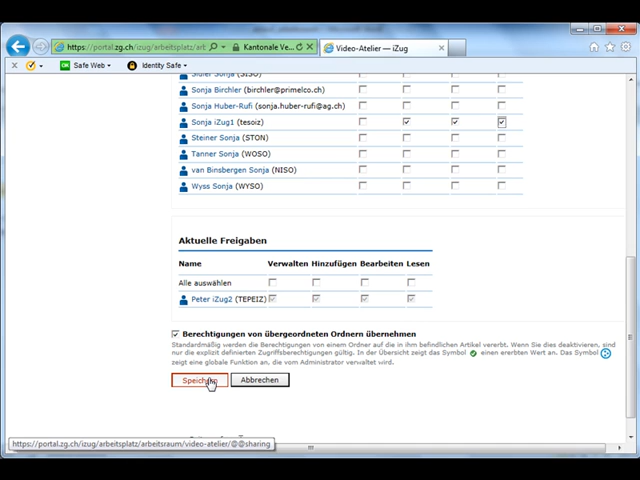 https://portal.zg.ch/izug/arbeitsplatz/art
Kantonale Ve...
Video-Atelier — iZug
Safe Web
Identity Safe
OK
Sidler Sonja (SISO)
Sonja Birchler (birchler@primelco.ch)
Sonja Huber-Rufi (sonja.huber-rufi@ag.ch)
Sonja iZug1 (tesoiz)
Steiner Sonja (STON)
Tanner Sonja (WOSO)
van Binsbergen Sonja (NISO)
Wyss Sonja (WYSO)
Aktuelle Freigaben
Name Verwalten Hinzufügen Bearbeiten Lesen
Alle auswählen
Peter iZug2 (TEPEIZ)
Berechtigungen von übergeordneten Ordnern übernehmen
Standardmäßig werden die Berechtigungen von einem Ordner auf die in ihm befindlichen Artikel vererbt. Wenn Sie dies deaktivieren, sind
nur die explizit definierten Zugriffsberechtigungen gültig. In der Übersicht zeigt das Symbol einen ererbten Wert an. Das Symbol
zeigt eine globale Funktion an, die vom Administrator verwaltet wird.
Speichern Abbrechen
https://portal.zg.ch/izug/arbeitsplatz/arbeitsraum/video-atelier/@@sharing